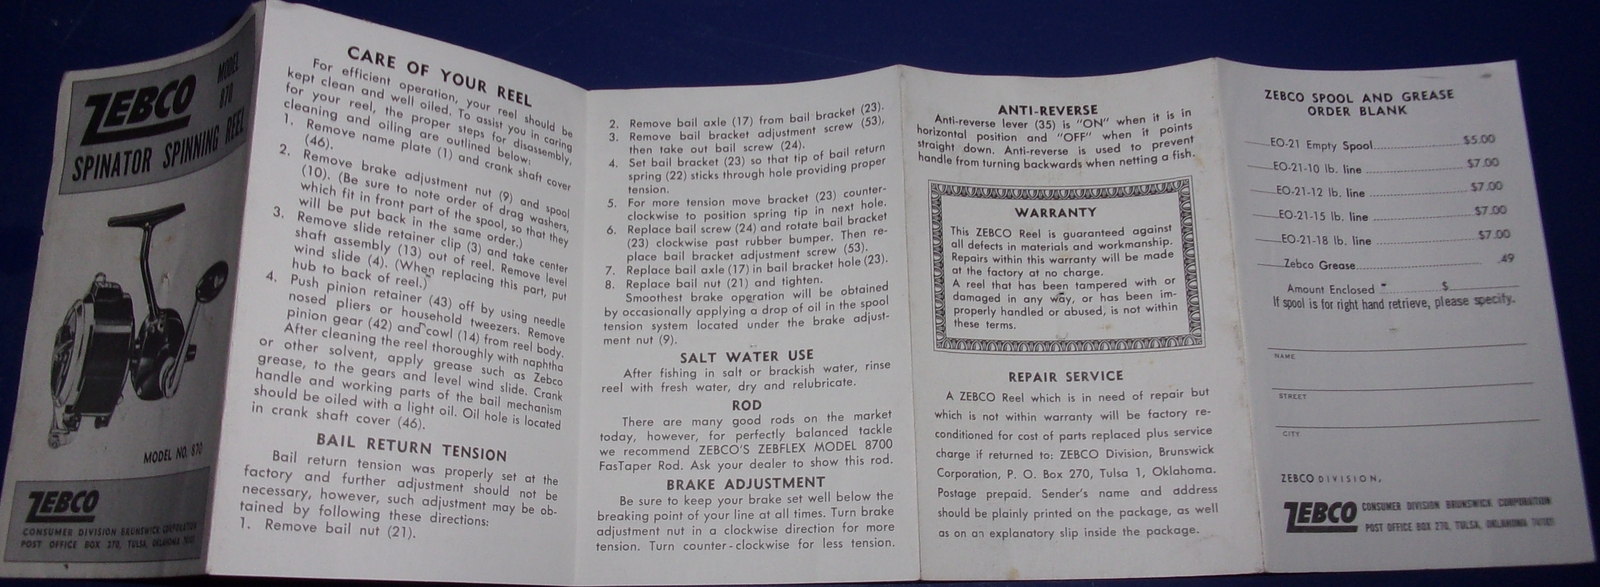 ZEBCO
MODEL
870
SPINATOR SPINNING REEL
MODEL NO. 870
ZEBCO
CONSUMER DIVISION BRUNSWICK CORPORATION
POST OFFICE BOX 270, TULSA, OKLAHOMA
CARE OF YOUR REEL
For efficient operation, your reel should be
kept clean and well oiled. To assist you in caring
for your reel, the proper steps for disassembly,
cleaning and oiling are outlined below:
1. Remove name plate (1) and crank shaft cover
(46).
2. Remove brake adjustment nut (9) and spool
(10). (Be sure to note order of drag washers,
which fit in front part of the spool, so that they
will be put back in the same order.)
3. Remove slide retainer clip (3) and take center
shaft assembly (13) out of reel. Remove level
wind slide (4). (When replacing this part, put
hub to back of reel.)
4. Push pinion retainer (43) off by using needle
nosed pliers or household tweezers. Remove
pinion gear (42) and cowl (14) from reel body.
After cleaning the reel thoroughly with naphtha
or other solvent, apply grease such as Zebco
grease, to the gears and level wind slide. Crank
handle and working parts of the bail mechanism
should be oiled with a light oil. Oil hole is located
in crank shaft cover (46).
BAIL RETURN TENSION
Bail return tension was properly set at the
factory and further adjustment should not be
necessary, however, such adjustment may be ob-
tained by following these directions:
1. Remove bail nut (21).
2. Remove bail axle (17) from bail bracket (23).
3. Remove bail bracket adjustment screw (53),
then take out bail screw (24).
4. Set bail bracket (23) so that tip of bail return
spring (22) sticks through hole providing proper
tension.
5. For more tension move bracket (23) counter-
clockwise to position spring tip in next hole.
6. Replace bail screw (24) and rotate bail bracket
(23) clockwise past rubber bumper. Then re-
place bail bracket adjustment screw (53).
7. Replace bail axle (17) in bail bracket hole (23).
8. Replace bail nut (21) and tighten.
Smoothest brake operation will be obtained
by occasionally applying a drop of oil in the spool
tension system located under the brake adjust-
ment nut (9).
SALT WATER USE
After fishing in salt or brackish water, rinse
reel with fresh water, dry and relubricate.
ROD
There are many good rods on the market
today, however, for perfectly balanced tackle
we recommend ZEBCO'S ZEBFLEX MODEL 8700
FasTaper Rod. Ask your dealer to show this rod.
BRAKE ADJUSTMENT
Be sure to keep your brake set well below the
breaking point of your line at all times. Turn brake
adjustment nut in a clockwise direction for more
tension. Turn counter-clockwise for less tension.
ANTI-REVERSE
Anti-reverse lever (35) is "ON" when it is in
horizontal position and "OFF" when it points
straight down. Anti-reverse is used to prevent
handle from turning backwards when netting a fish.
WARRANTY
This ZEBCO Reel is guaranteed against
all defects in materials and workmanship.
Repairs within this warranty will be made
at the factory at no charge.
A reel that has been tampered with or
damaged in any way, or has been im-
properly handled or abused, is not within
these terms.
REPAIR SERVICE
A ZEBCO Reel which is in need of repair but
which is not within warranty will be factory re-
conditioned for cost of parts replaced plus service
charge if returned to: ZEBCO Division, Brunswick
Corporation, P. O. Box 270, Tulsa 1, Oklahoma.
Postage prepaid. Sender's name and address
should be plainly printed on the package, as well
as on an explanatory slip inside the package.
ZEBCO SPOOL AND GREASE
ORDER BLANK
EO-21 Empty Spool $5.00
EO-21-10 lb. line $7.00
EO-21-12 lb. line $7.00
EO-21-15 lb. line $7.00
EO-21-18 lb. line $7.00
Zebco Grease .49
Amount Enclosed - $
If spool is for right hand retrieve, please specify.
NAME
STREET
CITY
ZEBCO DIVISION,
ZEBCO CONSUMER DIVISION BRUNSWICK CORPORATION
POST OFFICE BOX 270, TULSA, OKLAHOMA